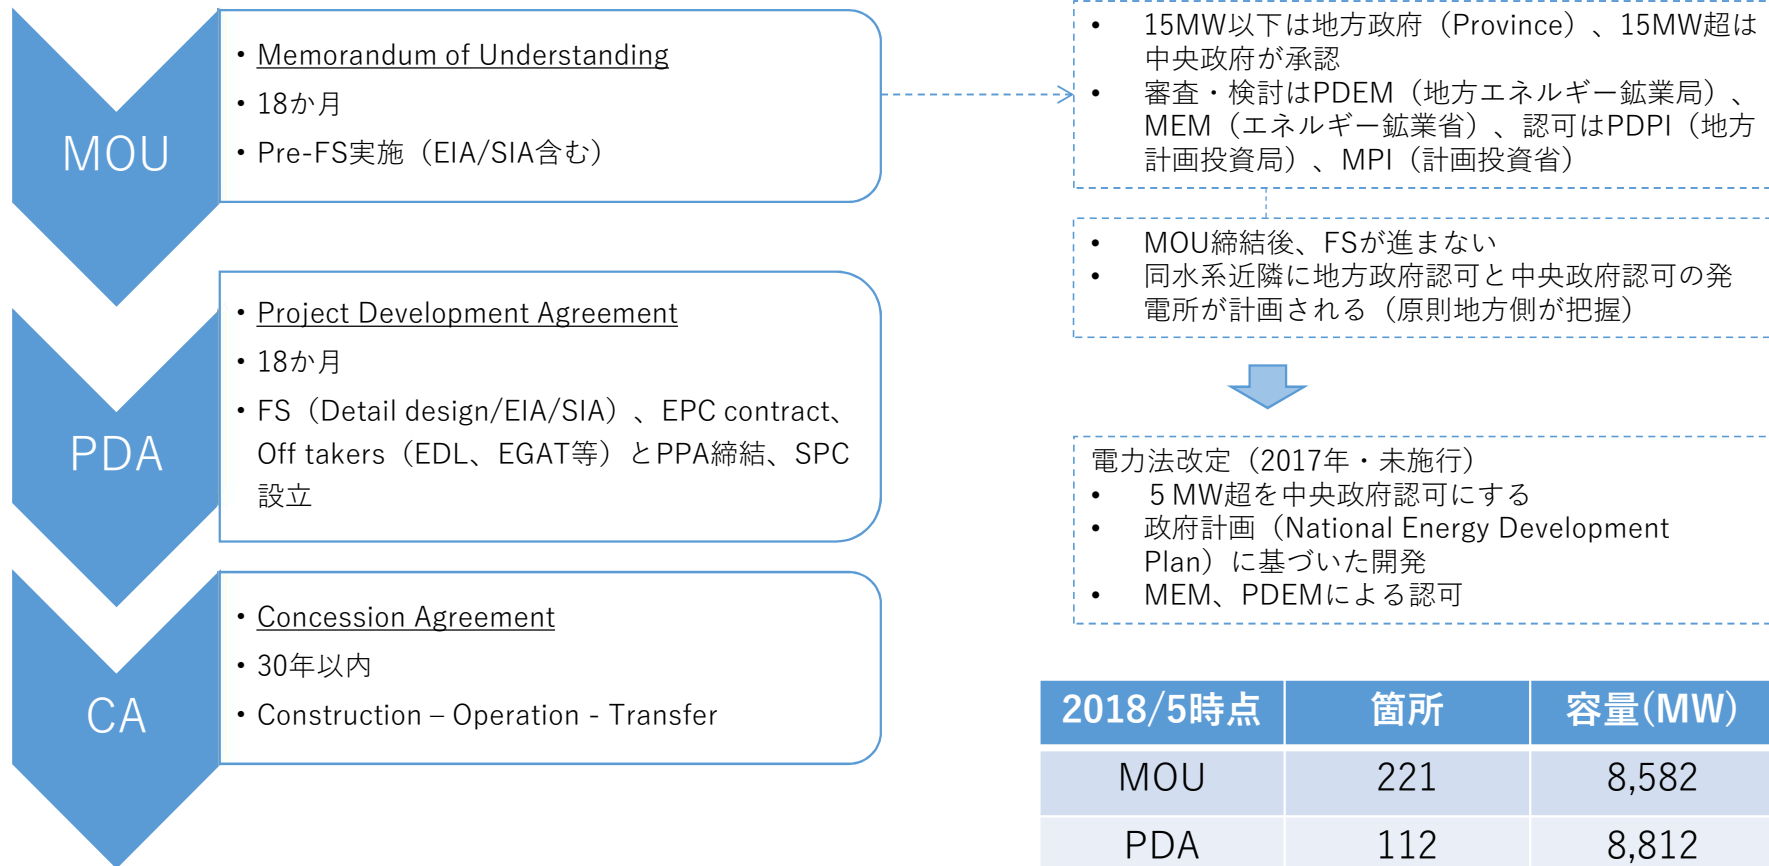 MOU
• Memorandum of Understanding
• 18か月
• Pre-FS実施（EIA/SIA含む）
PDA
• Project Development Agreement
• 18か月
• FS（Detail design/EIA/SIA）、EPC contract、
Off takers（EDL、EGAT等）とPPA締結、SPC
設立
CA
• Concession Agreement
• 30年以内
• Construction – Operation - Transfer
• 15MW以下は地方政府（Province）、15MW超は
中央政府が承認
• 審査・検討はPDEM（地方エネルギー鉱業局）、
MEM（エネルギー鉱業省）、認可はPDPI（地方
計画投資局）、MPI（計画投資省）
• MOU締結後、FSが進まない
• 同水系近隣に地方政府認可と中央政府認可の発
電所が計画される（原則地方側が把握）
電力法改定（2017年・未施行）
• ５MW超を中央政府認可にする
• 政府計画（National Energy Development
Plan）に基づいた開発
• MEM、PDEMによる認可
2018/5時点 箇所 容量(MW)
MOU 221 8,582
PDA 112 8,812